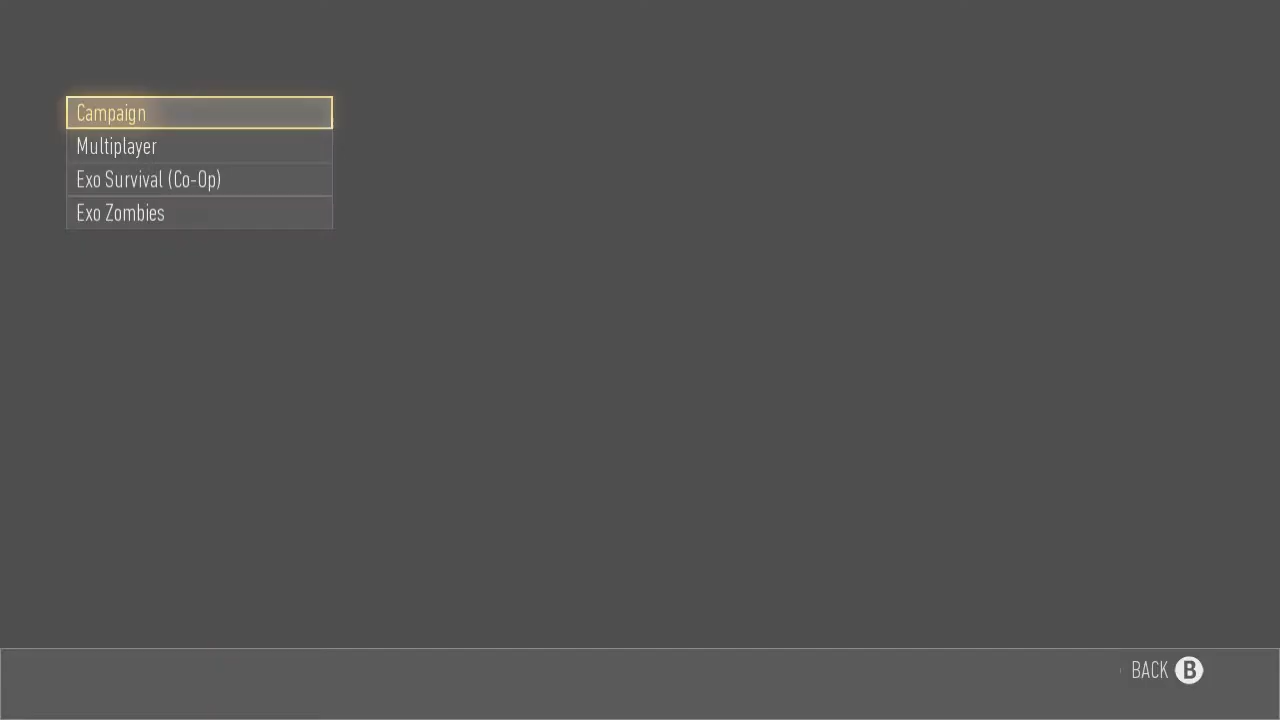 Campaign
Multiplayer
Exo Survival (Co-Op)
Exo Zombies
BACK B